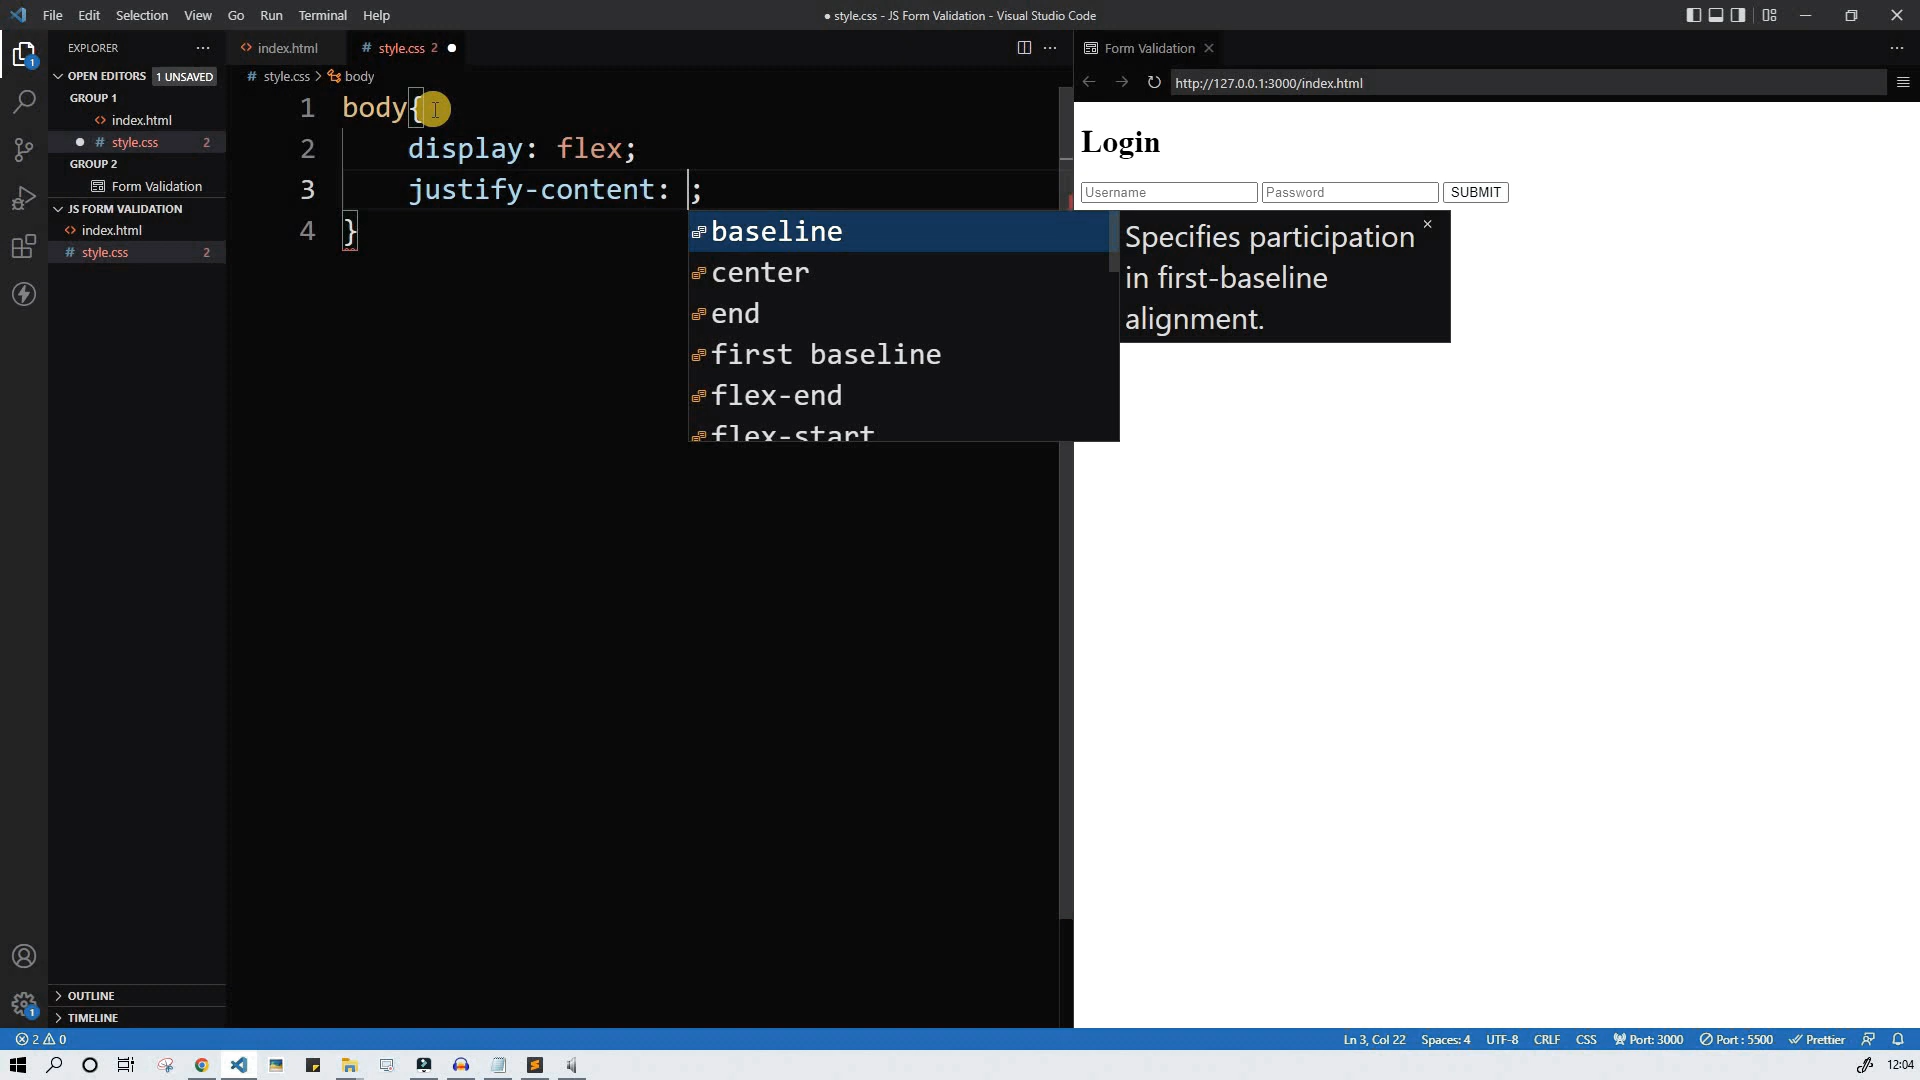 File Edit Selection View Go Run Terminal Help
● style.css - JS Form Validation - Visual Studio Code
EXPLORER
OPEN EDITORS 1 UNSAVED
GROUP 1
index.html
# style.css 2
GROUP 2
Form Validation
JS FORM VALIDATION
index.html
# style.css 2
OUTLINE
TIMELINE
index.html # style.css 2
# style.css > body
1 body{
2 display: flex;
3 justify-content: ;
4 }
baseline
center
end
first baseline
flex-end
flex-start
Specifies participation
in first-baseline
alignment.
Form Validation
http://127.0.0.1:3000/index.html
Login
Username Password SUBMIT
1
1
2 0
Ln 3, Col 22 Spaces: 4 UTF-8 CRLF CSS Port: 3000 Port : 5500 Prettier
12:04